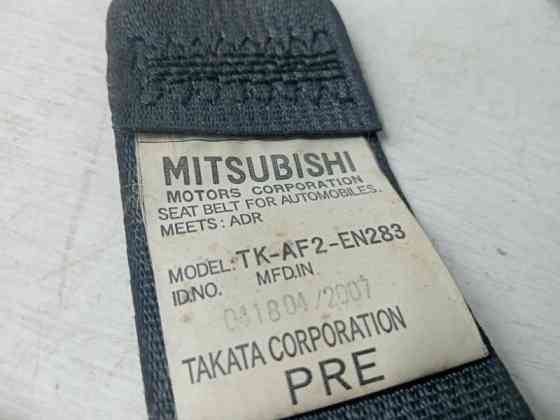 MITSUBISHI
MOTORS CORPORATION
SEAT BELT FOR AUTOMOBILES.
MEETS: ADR
MODEL: TK-AF2-EN283
ID.NO. MFD.IN
041804/2007
TAKATA CORPORATION
PRE